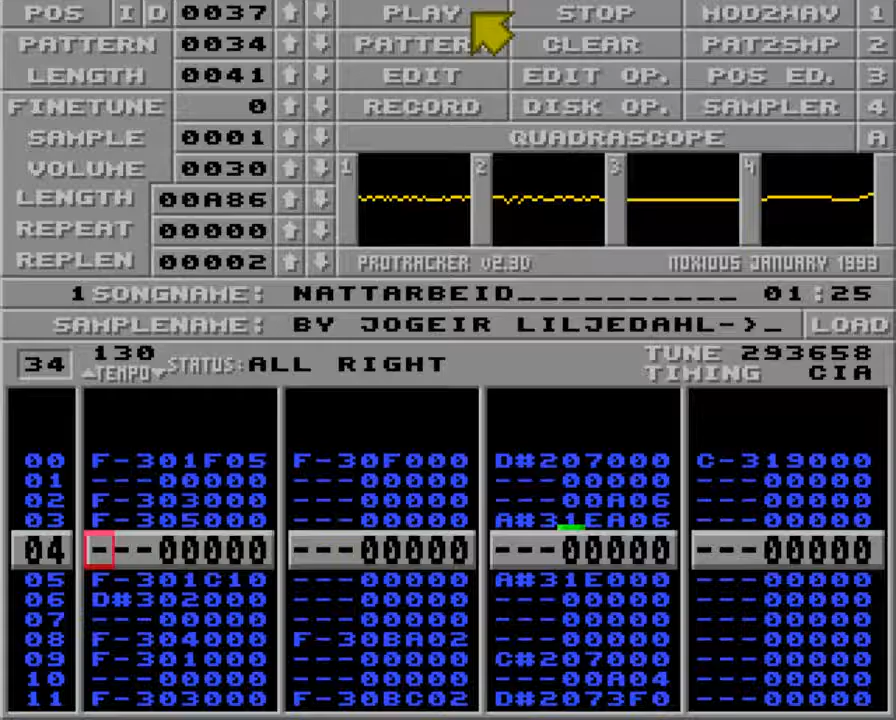 POS I D 0037 PLAY STOP MOD2WAV 1
PATTERN 0034 PATTER CLEAR PAT2SMP 2
LENGTH 0041 EDIT EDIT OP. POS ED. 3
FINETUNE 0 RECORD DISK OP. SAMPLER 4
SAMPLE 0001 QUADRASCOPE A
VOLUME 0030 1 2 3 4
LENGTH 00A86
REPEAT 00000
REPLEN 00002 PROTRACKER V2.3D NOXIOUS JANUARY 1993
1 SONGNAME: NATTARBEID__________ 01:25
SAMPLENAME: BY JOGEIR LILJEDAHL->_ LOAD
34 130 TEMPO STATUS: ALL RIGHT TUNE 293658
TIMING CIA
00 F-301F05 F-30F000 D#207000 C-319000
01 ---00000 ---00000 ---00000 ---00000
02 F-303000 ---00000 ---00A06 ---00000
03 F-305000 ---00000 A#31EA06 ---00000
04 ---00000 ---00000 ---00000 ---00000
05 F-301C10 ---00000 A#31E000 ---00000
06 D#302000 ---00000 ---00000 ---00000
07 ---00000 ---00000 ---00000 ---00000
08 F-304000 F-30BA02 ---00000 ---00000
09 F-301000 ---00000 C#207000 ---00000
10 ---00000 ---00000 ---00A04 ---00000
11 F-303000 F-30BC02 D#2073F0 ---00000